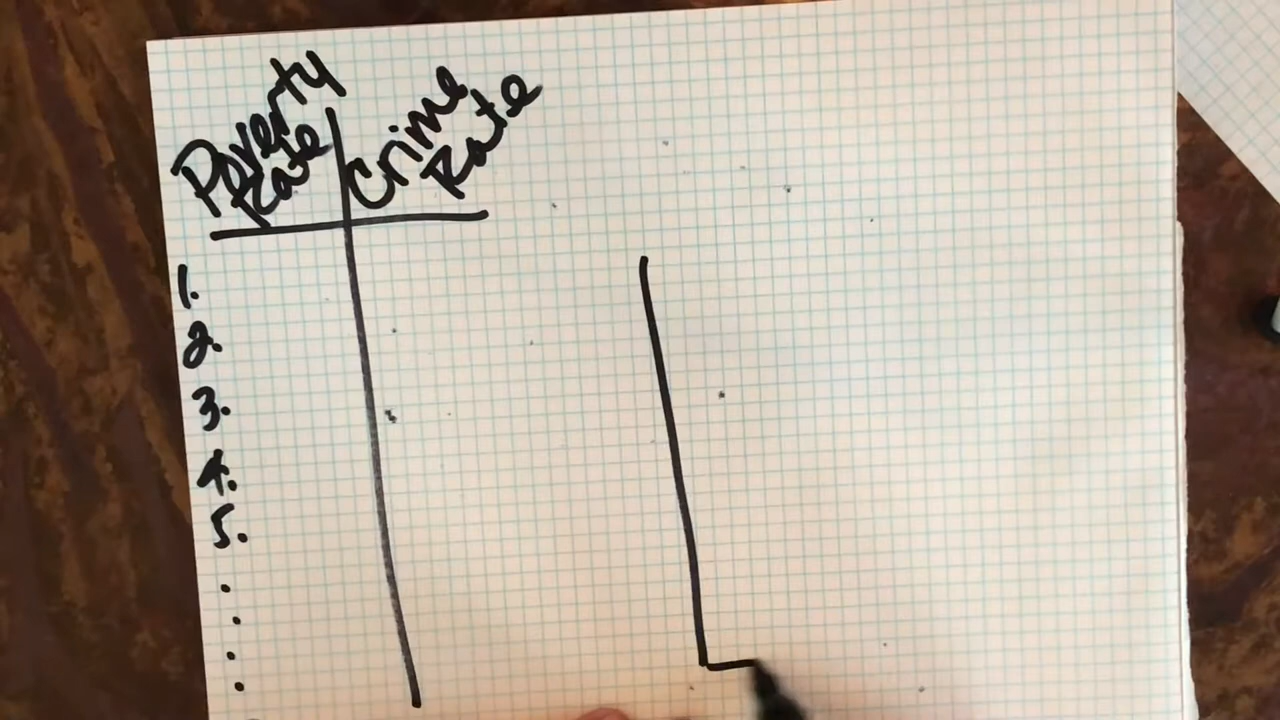 Poverty
Rate
Crime
Rate
1.
2.
3.
4.
5.
.
.
.
.